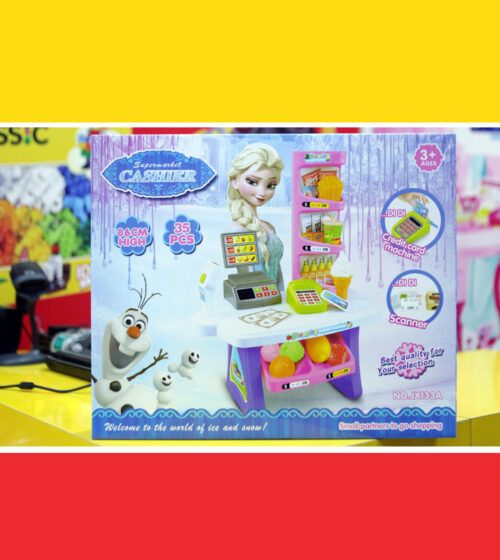 SSIC
Supermarket
CASHIER
3+
AGES
86CM
HIGH
35
PCS
...DI DI
Credit card
machine
...DI DI
Scanner
Best quality for
Your selection
NO.JX133A
Welcome to the world of ice and snow!
Small partners to go shopping